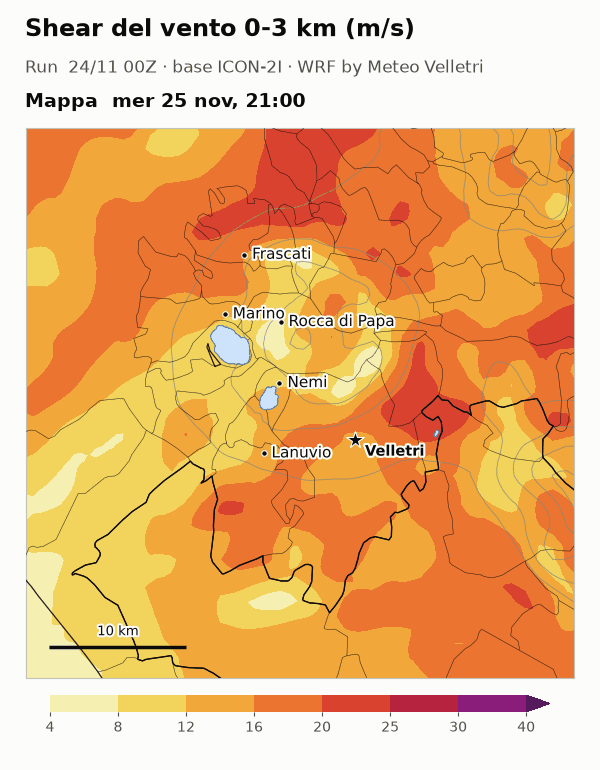 Shear del vento 0-3 km (m/s)
Run  24/11 00Z · base ICON-2I · WRF by Meteo Velletri
Mappa  mer 25 nov, 21:00
Frascati
Marino
Rocca di Papa
Nemi
Velletri
Lanuvio
10 km
4 8 12 16 20 25 30 40